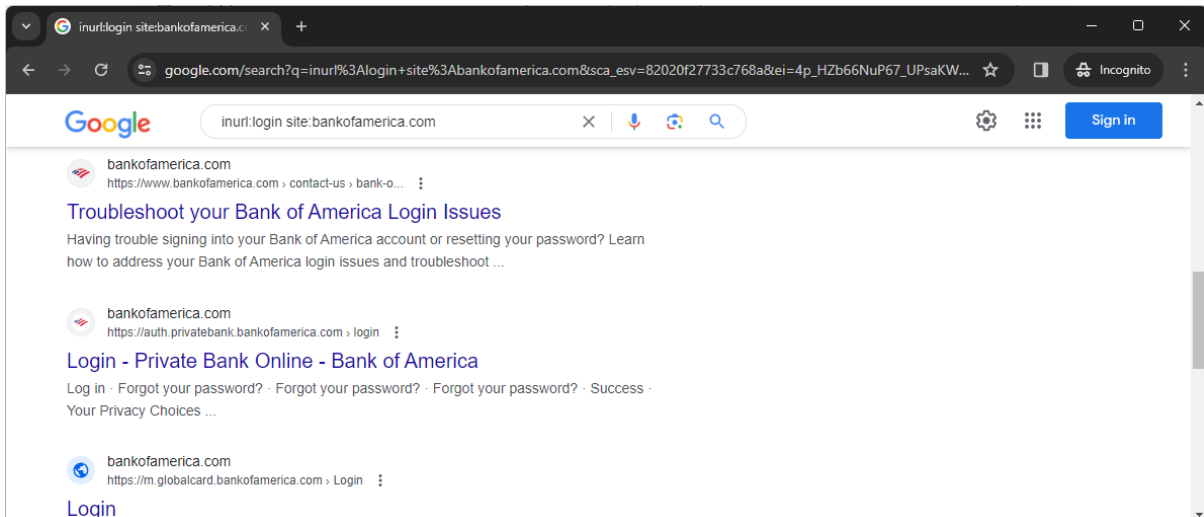 inurl:login site:bankofamerica.c
google.com/search?q=inurl%3Alogin+site%3Abankofamerica.com&sca_esv=82020f27733c768a&ei=4p_HZb66NuP67_UPsaKW...
Incognito
Google
inurl:login site:bankofamerica.com
Sign in
bankofamerica.com
https://www.bankofamerica.com › contact-us › bank-o...
Troubleshoot your Bank of America Login Issues
Having trouble signing into your Bank of America account or resetting your password? Learn
how to address your Bank of America login issues and troubleshoot ...
bankofamerica.com
https://auth.privatebank.bankofamerica.com › login
Login - Private Bank Online - Bank of America
Log in · Forgot your password? · Forgot your password? · Forgot your password? · Success ·
Your Privacy Choices ...
bankofamerica.com
https://m.globalcard.bankofamerica.com › Login
Login